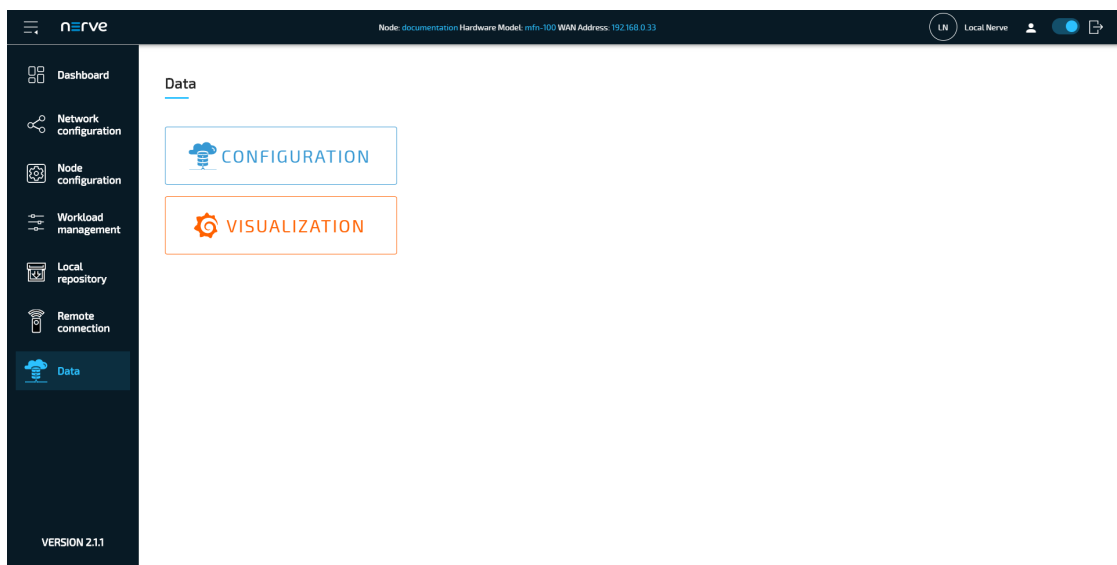 nerve
Node: documentation Hardware Model: mfn-100 WAN Address: 192.168.0.33
LN
Local Nerve
Dashboard
Network
configuration
Node
configuration
Workload
management
Local
repository
Remote
connection
Data
VERSION 2.1.1
Data
CONFIGURATION
VISUALIZATION